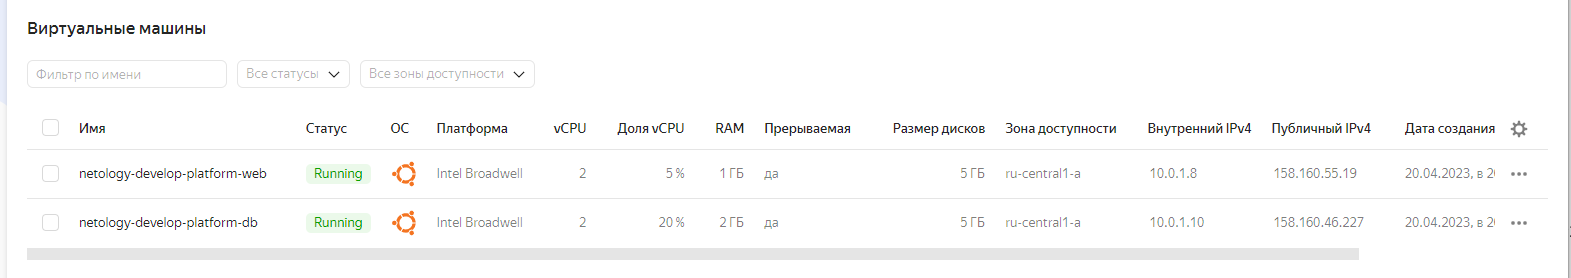 Виртуальные машины
Фильтр по имени Все статусы Все зоны доступности
Имя Статус ОС Платформа vCPU Доля vCPU RAM Прерываемая Размер дисков Зона доступности Внутренний IPv4 Публичный IPv4 Дата создания
netology-develop-platform-web Running Intel Broadwell 2 5 % 1 ГБ да 5 ГБ ru-central1-a 10.0.1.8 158.160.55.19 20.04.2023, в 20
netology-develop-platform-db Running Intel Broadwell 2 20 % 2 ГБ да 5 ГБ ru-central1-a 10.0.1.10 158.160.46.227 20.04.2023, в 20